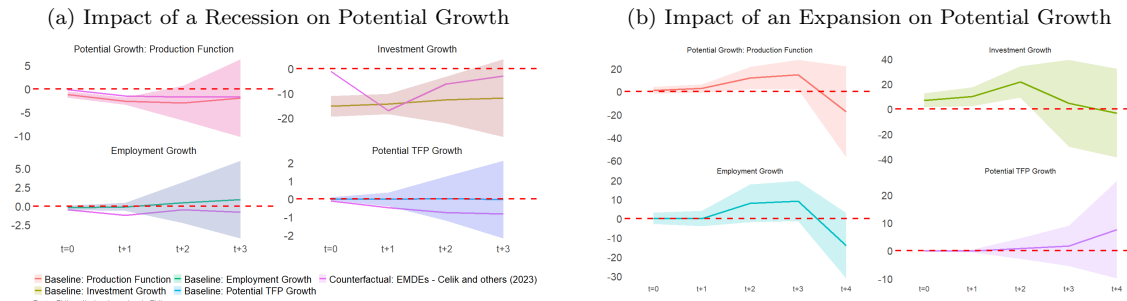 (a) Impact of a Recession on Potential Growth
Potential Growth: Production Function
5
0
-5
-10
Investment Growth
0
-10
-20
Employment Growth
5.0
2.5
0.0
-2.5
t=0
t+1
t+2
t+3
Potential TFP Growth
2
1
0
-1
-2
t=0
t+1
t+2
t+3
Baseline: Production Function
Baseline: Employment Growth
Counterfactual: EMDEs - Celik and others (2023)
Baseline: Investment Growth
Baseline: Potential TFP Growth
(b) Impact of an Expansion on Potential Growth
Potential Growth: Production Function
20
0
-20
-40
-60
Investment Growth
40
20
0
-20
-40
Employment Growth
20
10
0
-10
-20
-30
t=0
t+1
t+2
t+3
t+4
Potential TFP Growth
20
10
0
-10
t=0
t+1
t+2
t+3
t+4